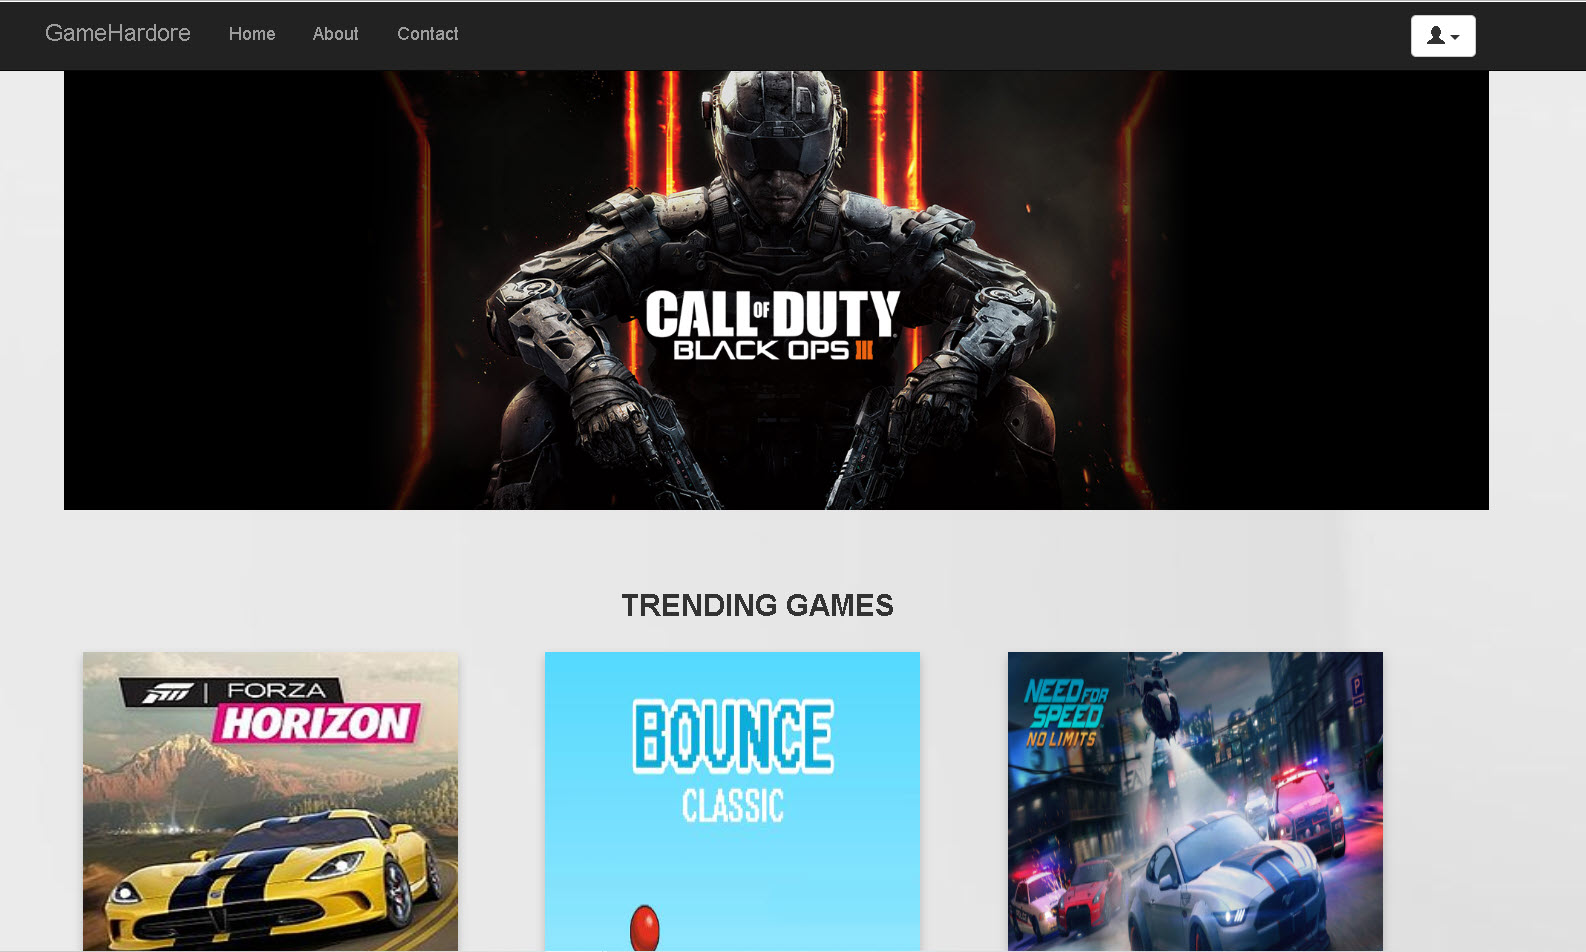 GameHardore Home About Contact
CALL OF DUTY
BLACK OPS III
TRENDING GAMES
FORZA
HORIZON
BOUNCE
CLASSIC
NEED FOR
SPEED
NO LIMITS
P